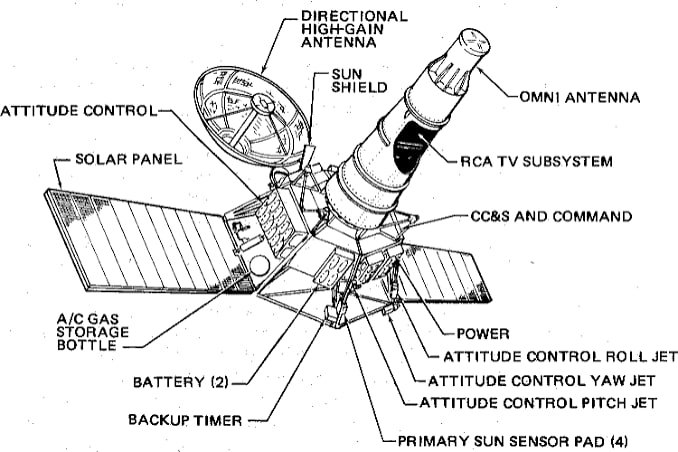 DIRECTIONAL
HIGH-GAIN
ANTENNA
SUN
SHIELD
OMNI ANTENNA
ATTITUDE CONTROL
SOLAR PANEL
RCA TV SUBSYSTEM
CC&S AND COMMAND
A/C GAS
STORAGE
BOTTLE
POWER
ATTITUDE CONTROL ROLL JET
BATTERY (2)
ATTITUDE CONTROL YAW JET
ATTITUDE CONTROL PITCH JET
BACKUP TIMER
PRIMARY SUN SENSOR PAD (4)